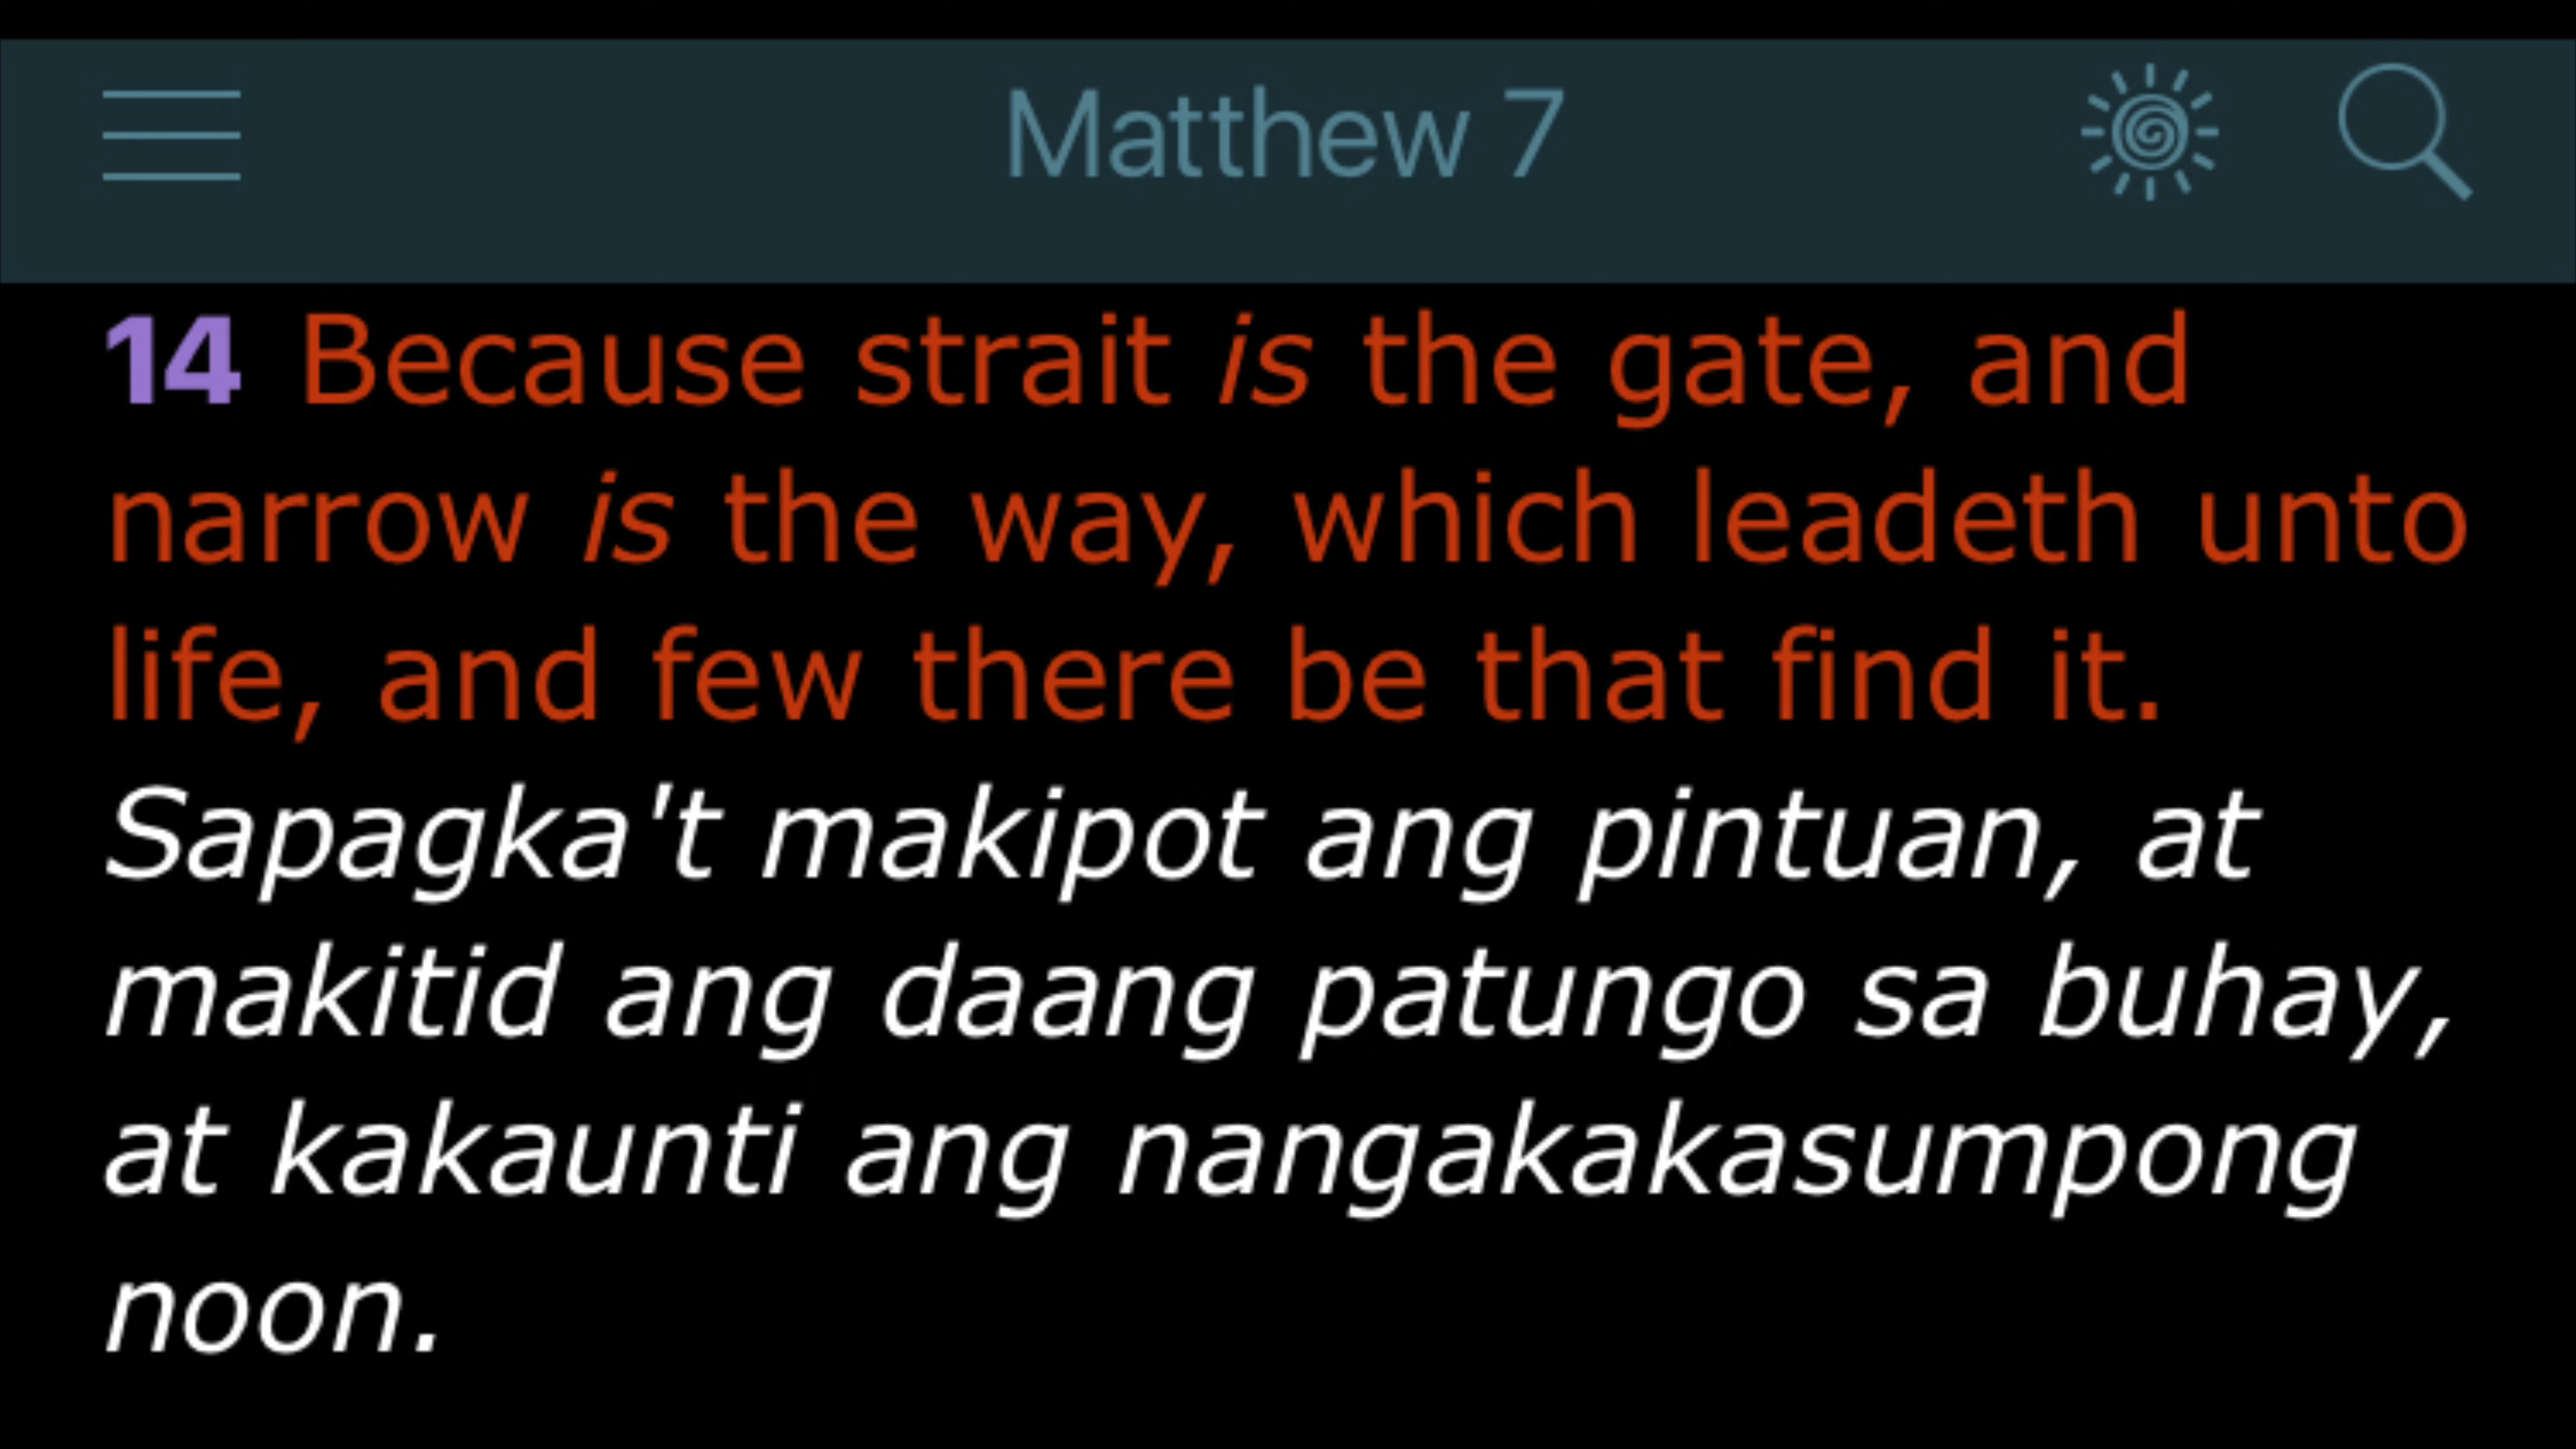 Matthew 7
14 Because strait is the gate, and
narrow is the way, which leadeth unto
life, and few there be that find it.
Sapagka't makipot ang pintuan, at
makitid ang daang patungo sa buhay,
at kakaunti ang nangakakasumpong
noon.